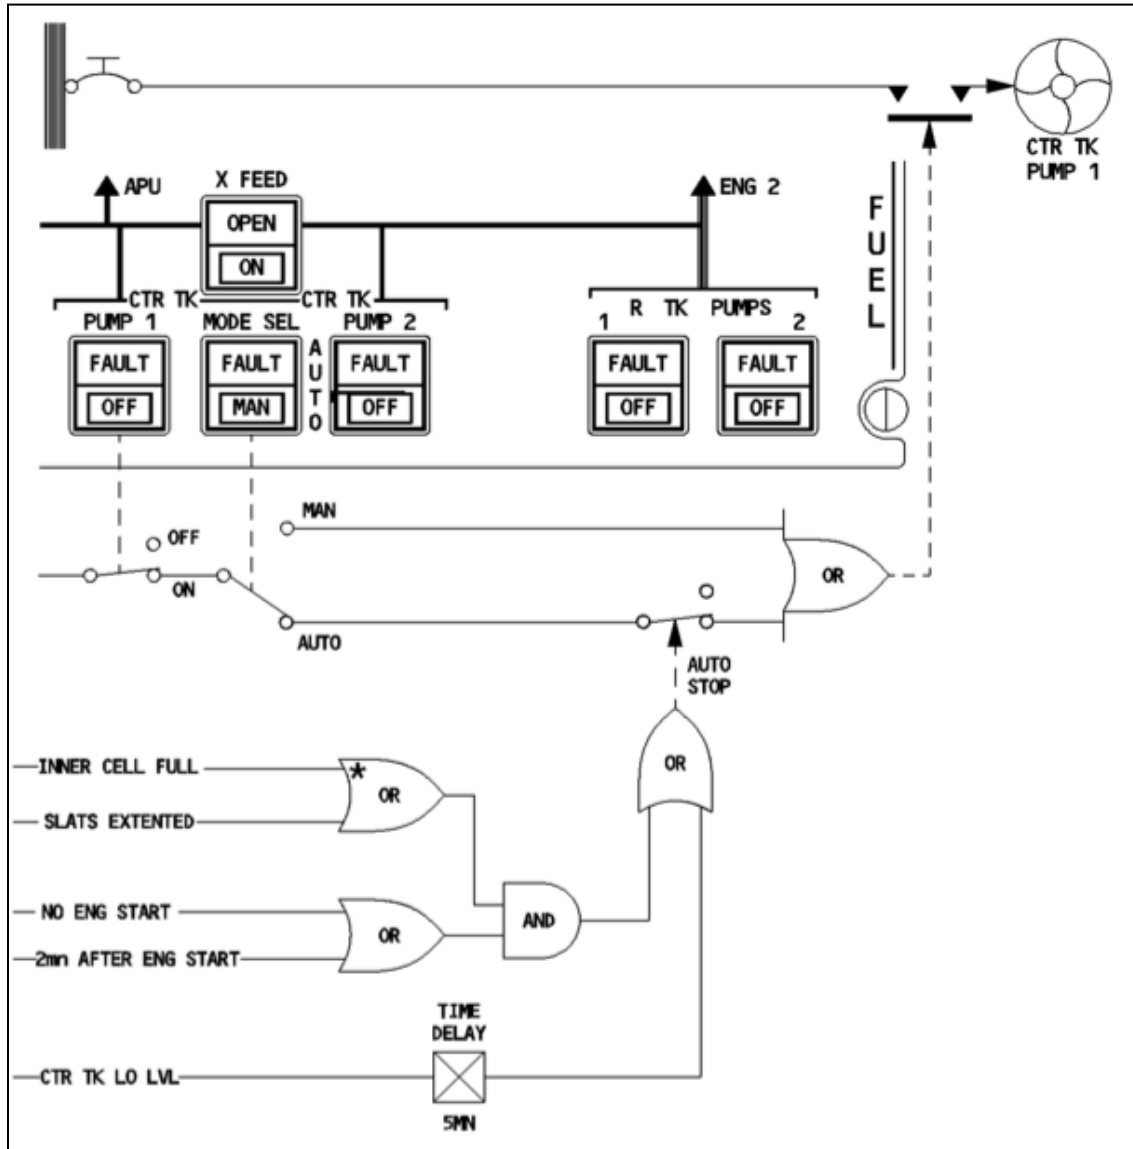 CTR TK
PUMP 1
APU
X FEED
ENG 2
OPEN
ON
FUEL
CTR TK
CTR TK
PUMP 1
MODE SEL
PUMP 2
R TK PUMPS
1
2
FAULT
OFF
FAULT
MAN
AUTO
FAULT
OFF
FAULT
OFF
FAULT
OFF
MAN
OFF
ON
AUTO
OR
AUTO
STOP
OR
INNER CELL FULL
* OR
SLATS EXTENTED
NO ENG START
OR
2mn AFTER ENG START
AND
TIME
DELAY
CTR TK LO LVL
5MN